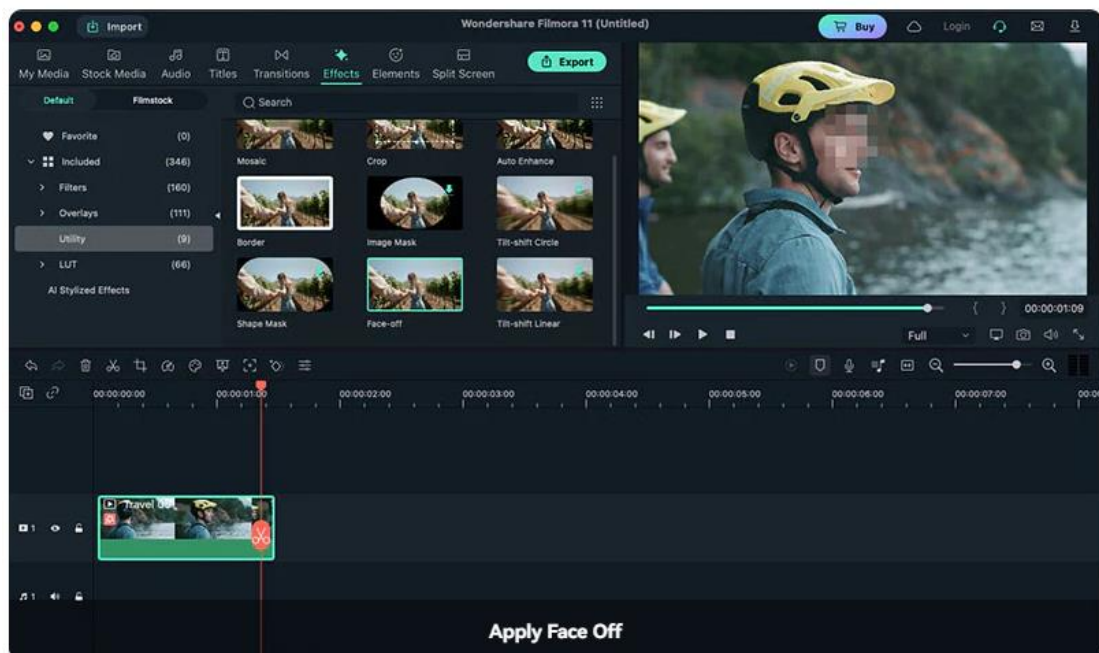 Import
Wondershare Filmora 11 (Untitled)
Buy
Login
My Media Stock Media Audio Titles Transitions Effects Elements Split Screen
Export
Default Filmstock
Search
Favorite (0)
Included (346)
Filters (160)
Overlays (111)
Utility (9)
LUT (66)
AI Stylized Effects
Mosaic Crop Auto Enhance
Border Image Mask Tilt-shift Circle
Shape Mask Face-off Tilt-shift Linear
{ } 00:00:01:09
Full
00:00:00:00 00:00:01:00 00:00:02:00 00:00:03:00 00:00:04:00 00:00:05:00 00:00:06:00 00:00:07:00
Travel
1
1
Apply Face Off